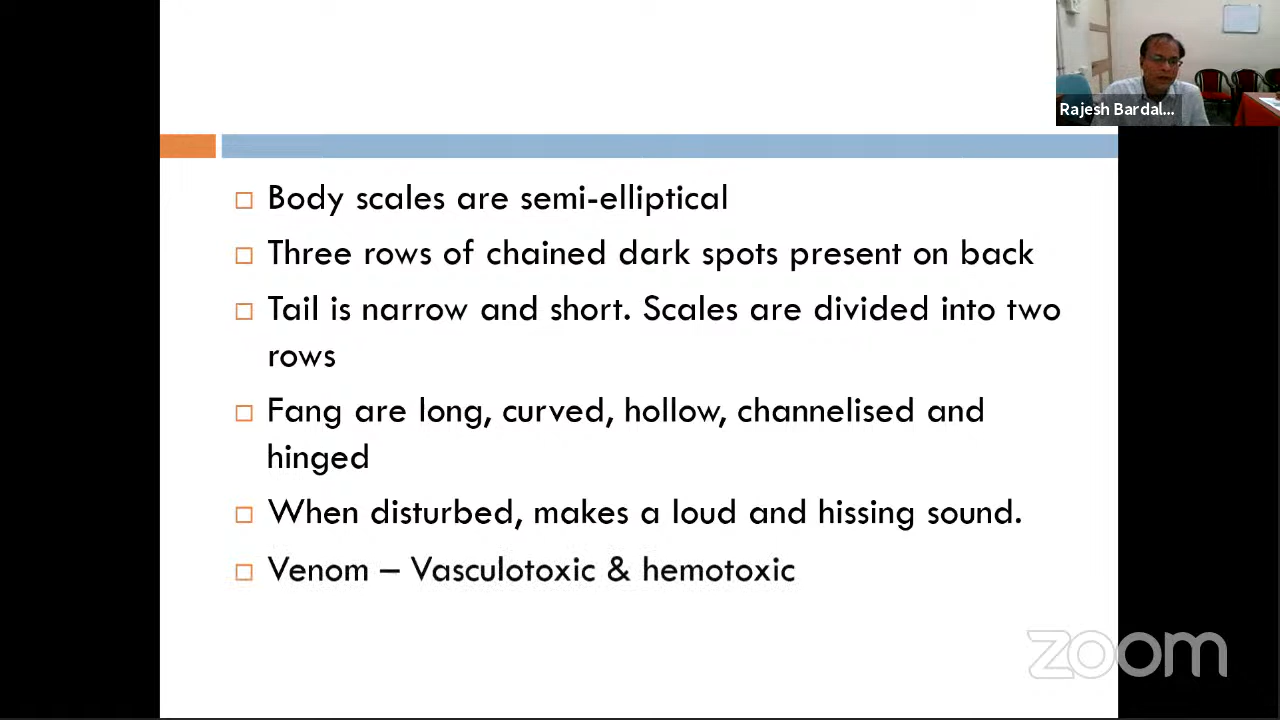 Rajesh Bardal...
Body scales are semi-elliptical
Three rows of chained dark spots present on back
Tail is narrow and short. Scales are divided into two
rows
Fang are long, curved, hollow, channelised and
hinged
When disturbed, makes a loud and hissing sound.
Venom – Vasculotoxic & hemotoxic
zoom